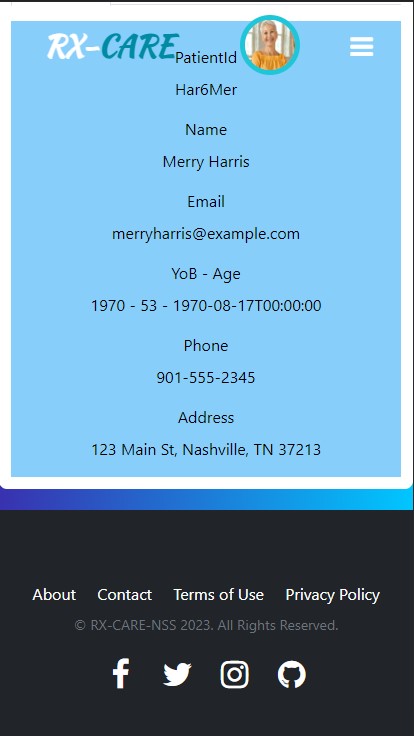 RX-CARE
PatientId
Har6Mer
Name
Merry Harris
Email
merryharris@example.com
YoB - Age
1970 - 53 - 1970-08-17T00:00:00
Phone
901-555-2345
Address
123 Main St, Nashville, TN 37213
About Contact Terms of Use Privacy Policy
© RX-CARE-NSS 2023. All Rights Reserved.